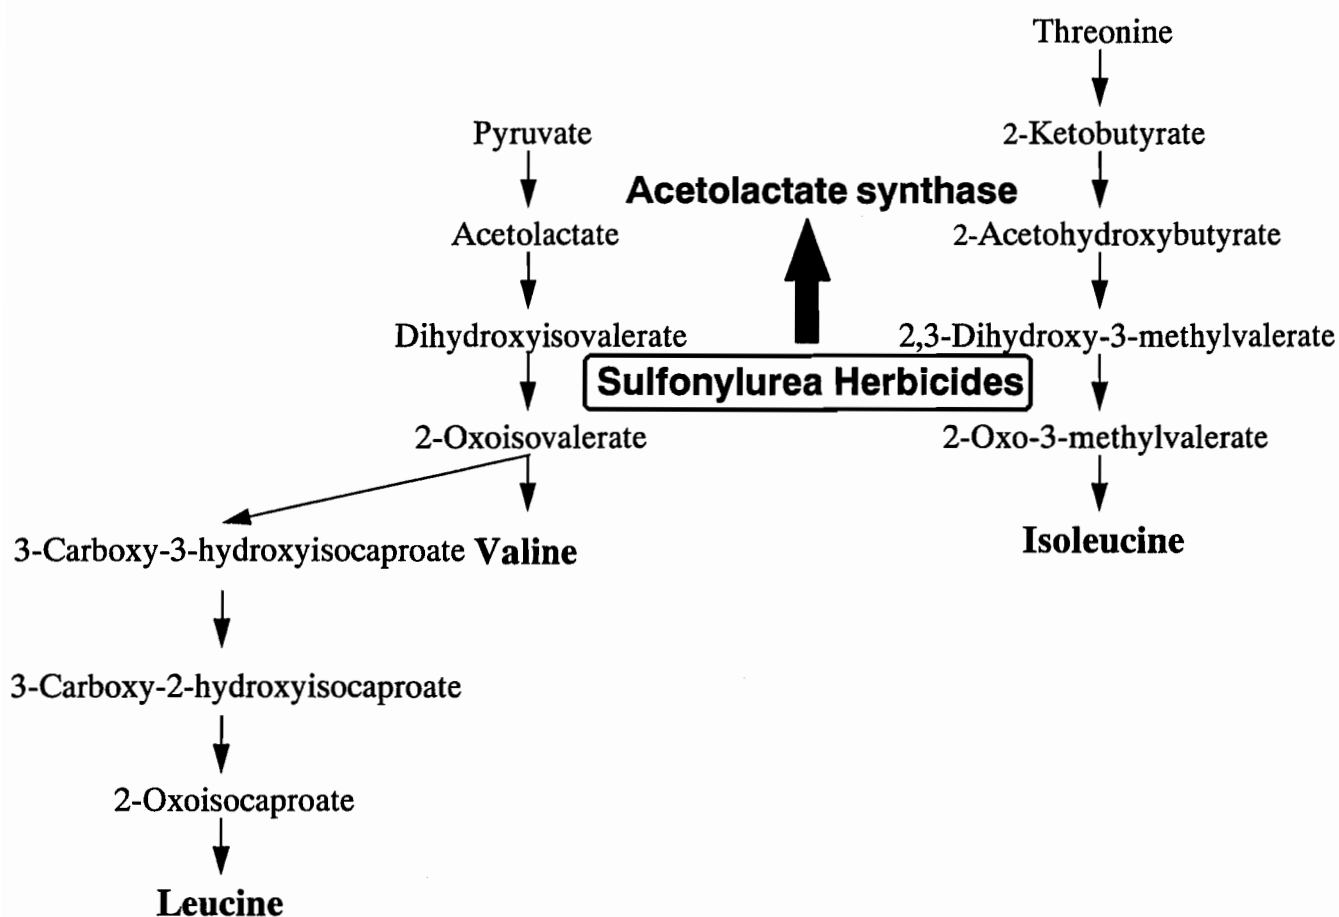 Threonine
Pyruvate
2-Ketobutyrate
Acetolactate synthase
Acetolactate
2-Acetohydroxybutyrate
Dihydroxyisovalerate
2,3-Dihydroxy-3-methylvalerate
Sulfonylurea Herbicides
2-Oxoisovalerate
2-Oxo-3-methylvalerate
3-Carboxy-3-hydroxyisocaproate
Valine
Isoleucine
3-Carboxy-2-hydroxyisocaproate
2-Oxoisocaproate
Leucine